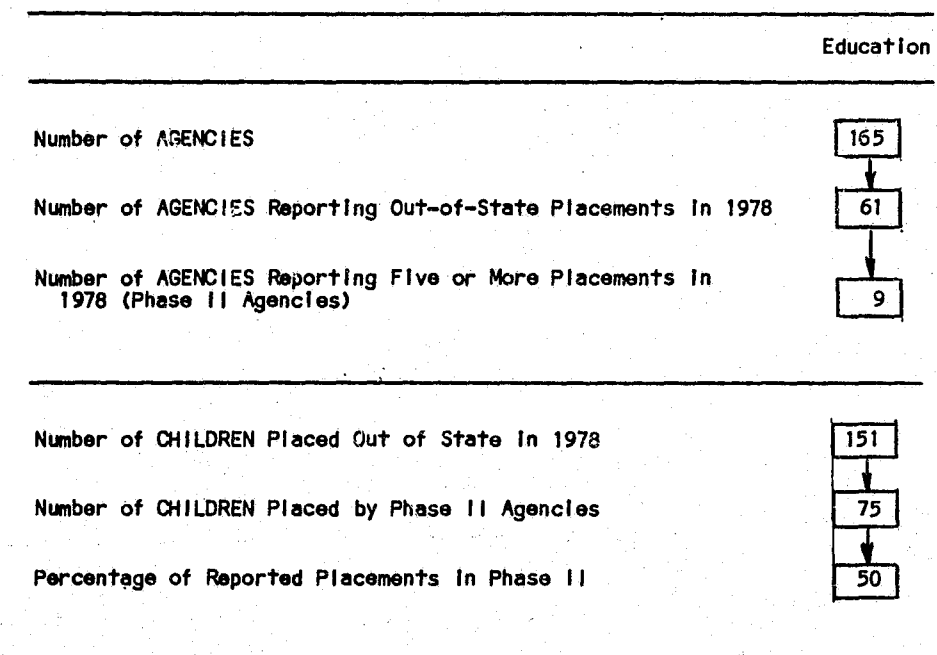 Education
Number of AGENCIES 165
Number of AGENCIES Reporting Out-of-State Placements in 1978 61
Number of AGENCIES Reporting Five or More Placements in
1978 (Phase II Agencies) 9
Number of CHILDREN Placed Out of State in 1978 151
Number of CHILDREN Placed by Phase II Agencies 75
Percentage of Reported Placements in Phase II 50